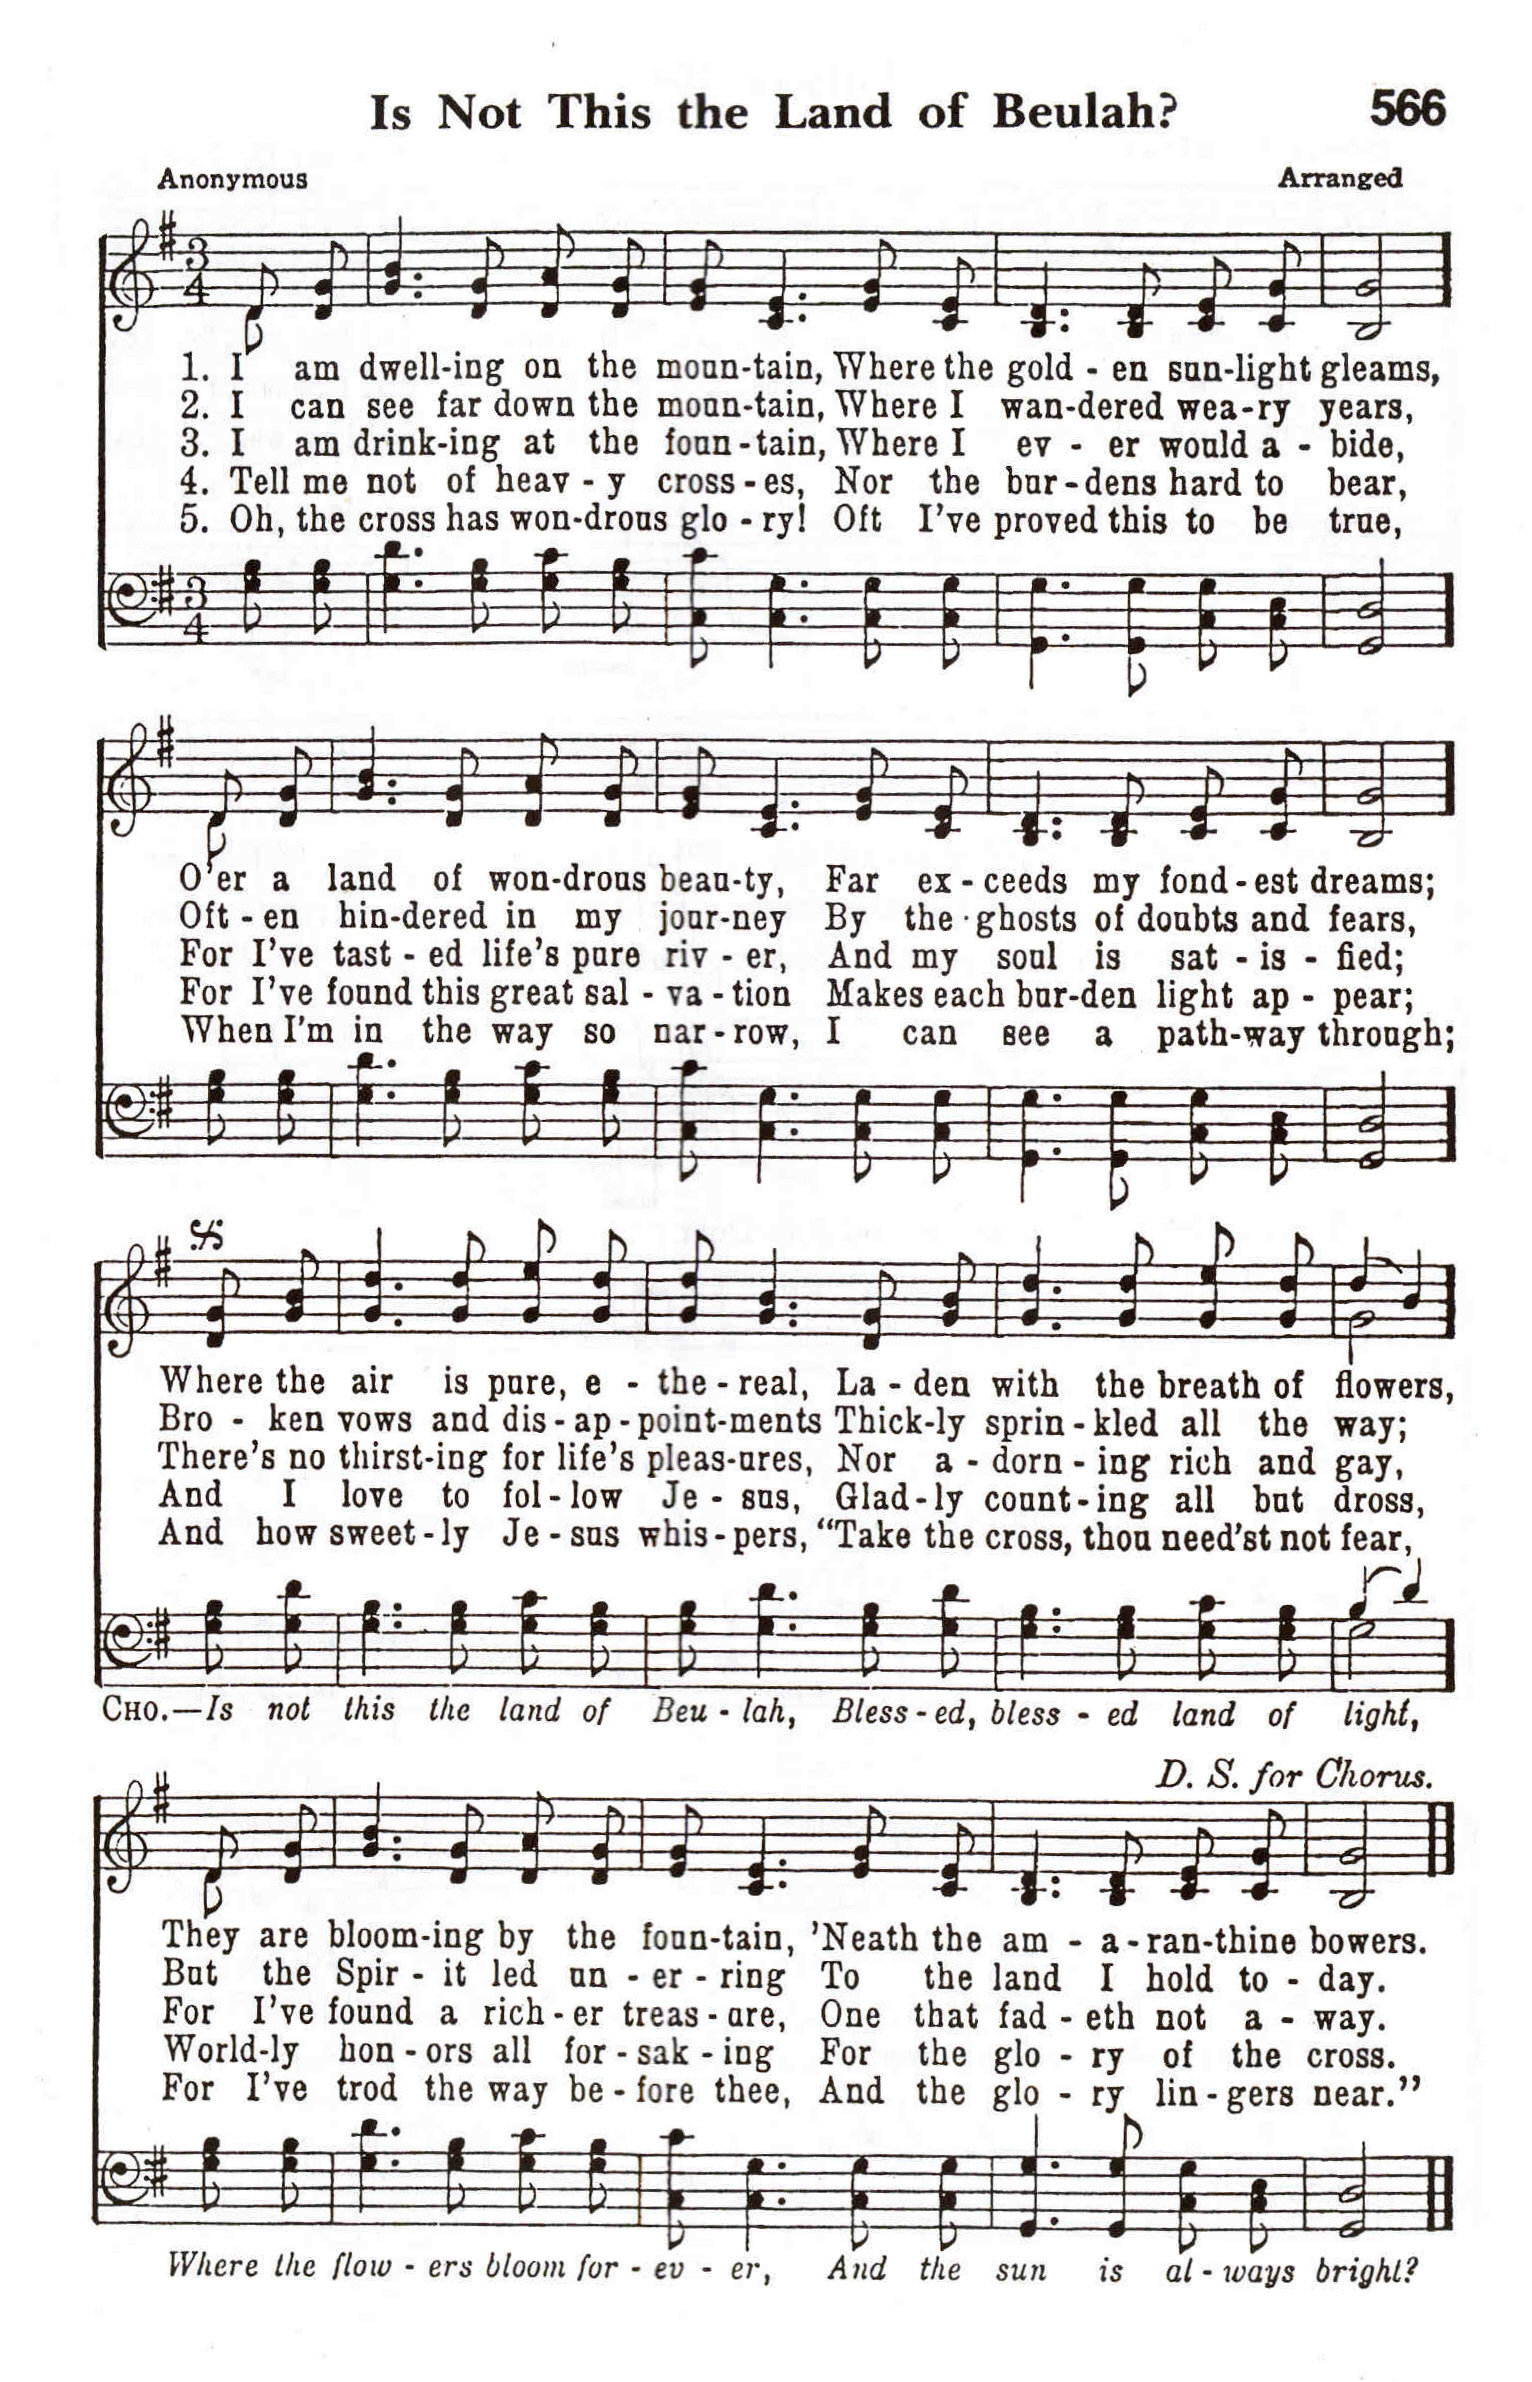 Is Not This the Land of Beulah? 566
Anonymous Arranged
3
4
1. I am dwell-ing on the moun-tain, Where the gold - en sun-light gleams,
2. I can see far down the moun-tain, Where I wan-dered wea-ry years,
3. I am drink-ing at the foun-tain, Where I ev - er would a - bide,
4. Tell me not of heav - y cross - es, Nor the bur-dens hard to bear,
5. Oh, the cross has won-drous glo - ry! Oft I've proved this to be true,
3
4
O'er a land of won-drous beau-ty, Far ex - ceeds my fond-est dreams;
Oft - en hin-dered in my jour-ney By the ghosts of doubts and fears,
For I've tast - ed life's pure riv - er, And my soul is sat - is - fied;
For I've found this great sal - va - tion Makes each bur-den light ap - pear;
When I'm in the way so nar - row, I can see a path-way through;
Where the air is pure, e - the - real, La - den with the breath of flowers,
Bro - ken vows and dis - ap - point-ments Thick-ly sprin - kled all the way;
There's no thirst-ing for life's pleas-ures, Nor a - dorn - ing rich and gay,
And I love to fol - low Je - sus, Glad-ly count-ing all but dross,
And how sweet-ly Je - sus whis-pers, "Take the cross, thou need'st not fear,
CHO.—Is not this the land of Beu - lah, Bless - ed, bless - ed land of light,
D. S. for Chorus.
They are bloom-ing by the foun-tain, 'Neath the am - a - ran-thine bowers.
But the Spir - it led un - er - ring To the land I hold to - day.
For I've found a rich - er treas - ure, One that fad - eth not a - way.
World-ly hon - ors all for - sak - ing For the glo - ry of the cross.
For I've trod the way be - fore thee, And the glo - ry lin - gers near."
Where the flow - ers bloom for - ev - er, And the sun is al - ways bright?